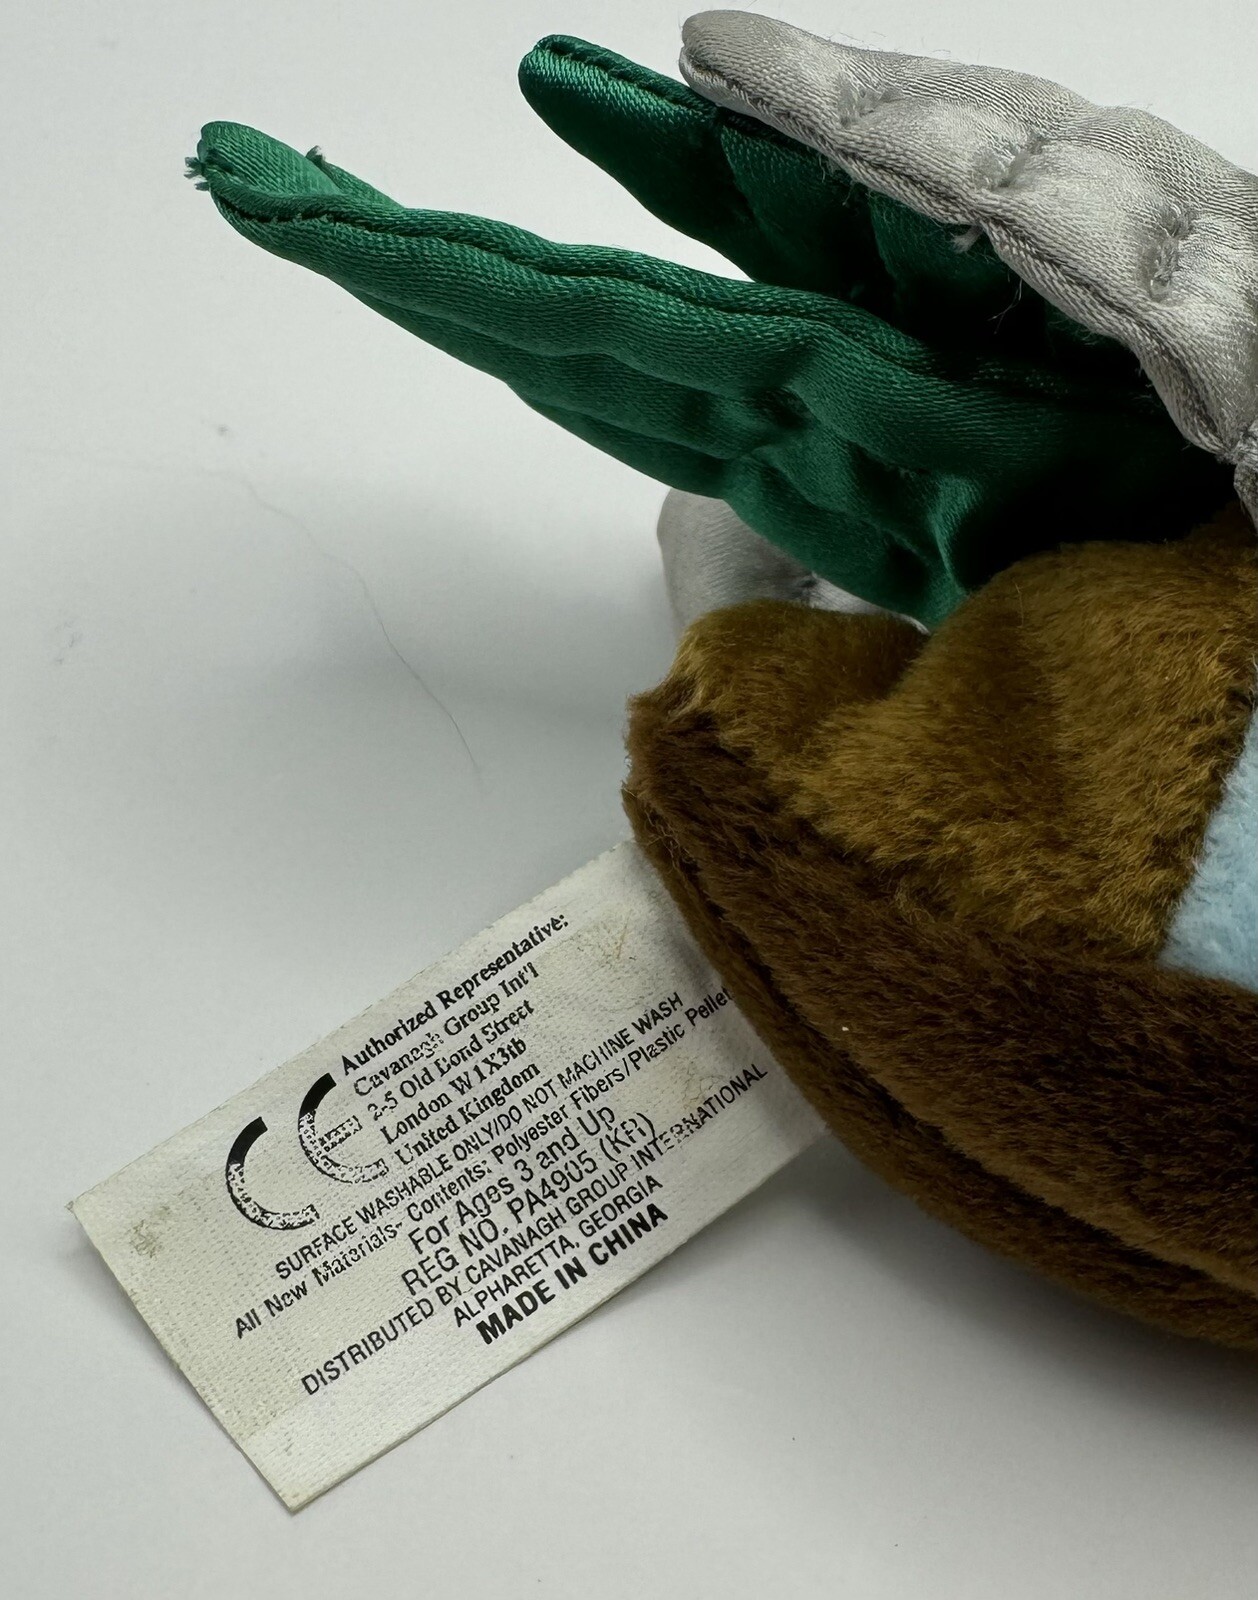 CE
Authorized Representative:
Cavanagh Group Int'l
2-5 Old Bond Street
London W1X3tb
United Kingdom
SURFACE WASHABLE ONLY/DO NOT MACHINE WASH
All New Materials- Contents: Polyester Fibers/Plastic Pellet
For Ages 3 and Up
REG NO. PA4905 (KR)
DISTRIBUTED BY CAVANAGH GROUP INTERNATIONAL
ALPHARETTA, GEORGIA
MADE IN CHINA